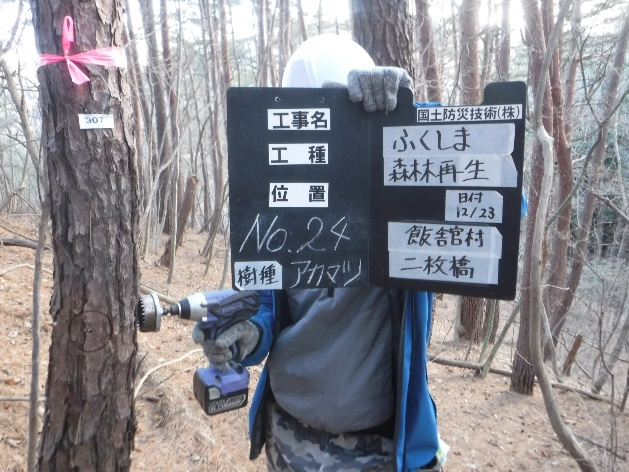 307
工事名
工種
位置
No.24
樹種 アカマツ
国土防災技術(株)
ふくしま
森林再生
日付
12/23
飯舘村
二枚橋